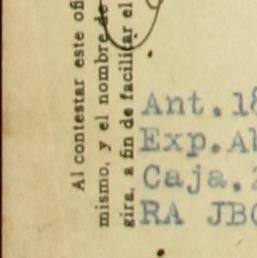 Al contestar este ofi
mismo, y el nombre de
gira, a fin de facilitar el
Ant.18
Exp.Al
Caja.
RA JBC